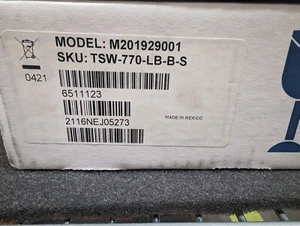 MODEL: M201929001
SKU: TSW-770-LB-B-S
0421
6511123
2116NEJ05273
MADE IN MEXICO